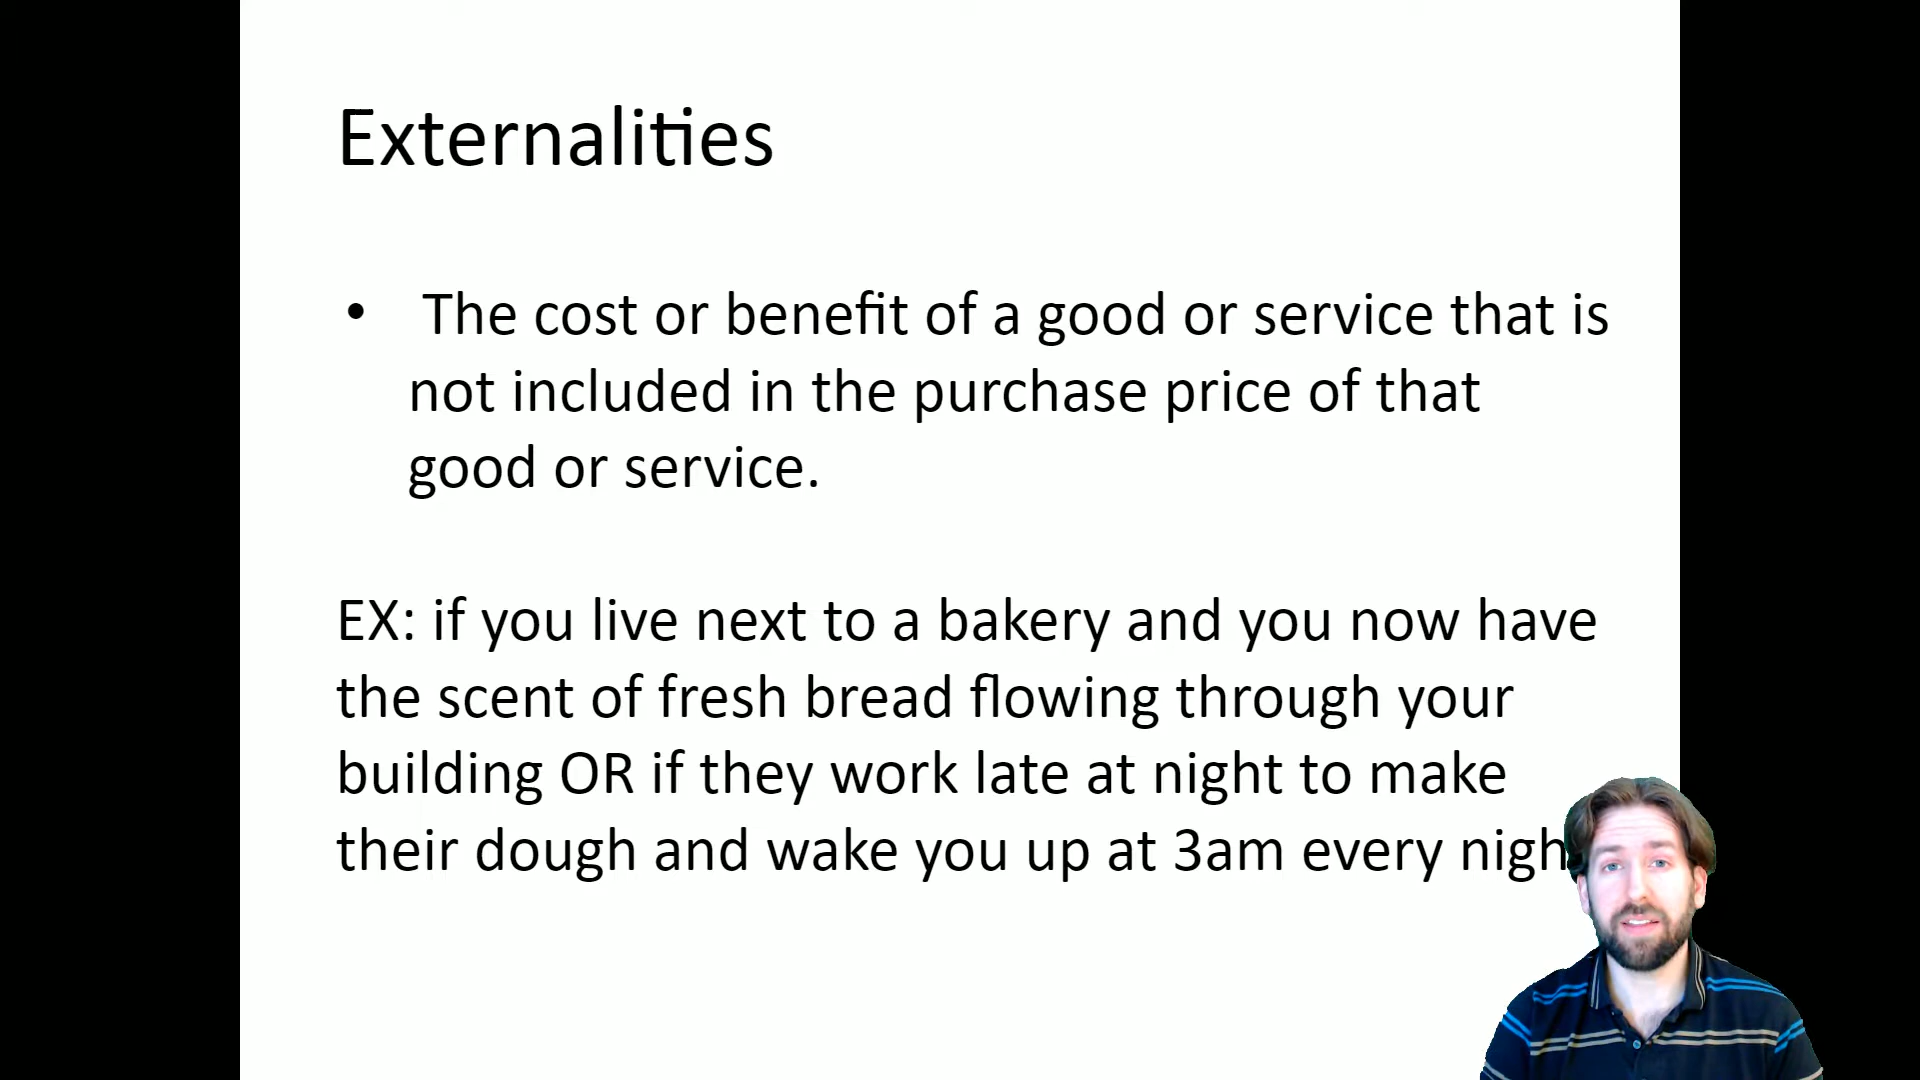 Externalities
• The cost or benefit of a good or service that is
not included in the purchase price of that
good or service.
EX: if you live next to a bakery and you now have
the scent of fresh bread flowing through your
building OR if they work late at night to make
their dough and wake you up at 3am every